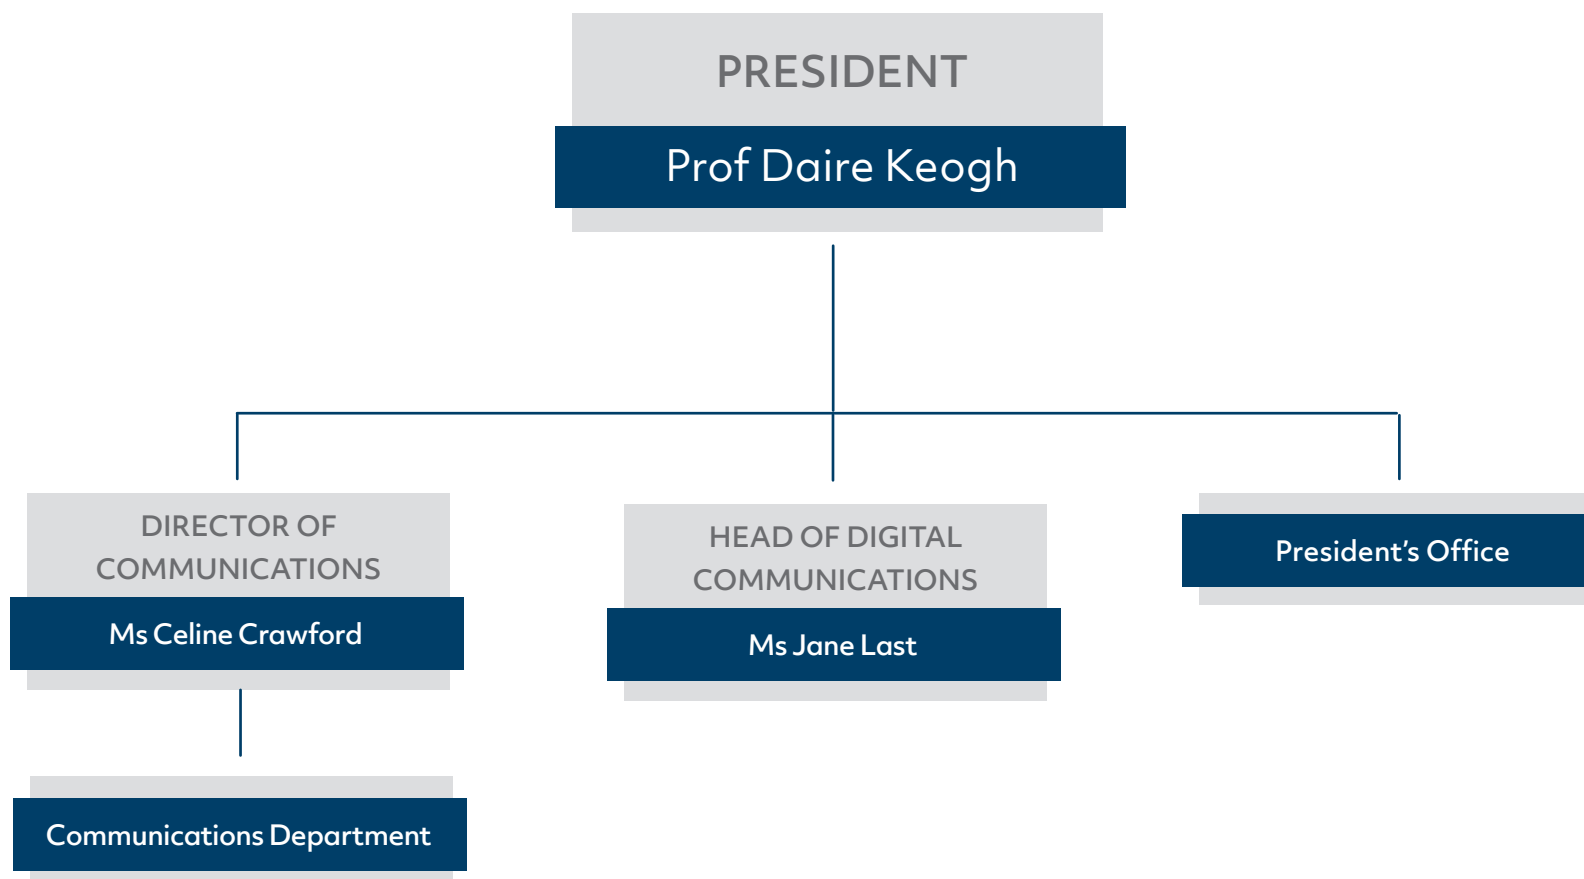 PRESIDENT
Prof Daire Keogh
DIRECTOR OF
COMMUNICATIONS
Ms Celine Crawford
HEAD OF DIGITAL
COMMUNICATIONS
Ms Jane Last
President’s Office
Communications Department